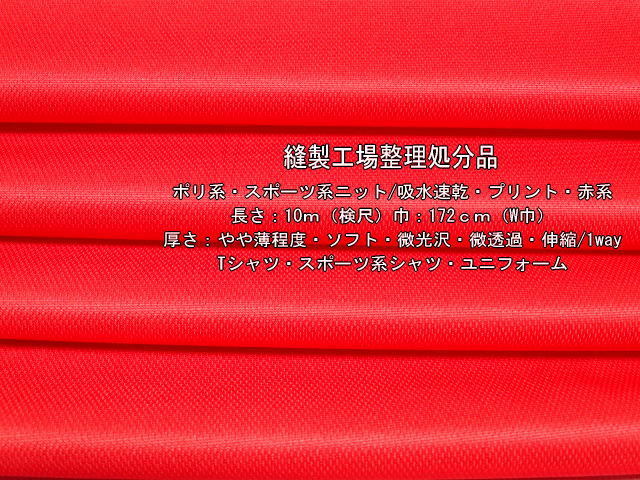 縫製工場整理処分品
ポリ系・スポーツ系ニット/吸水速乾・プリント・赤系
長さ：10m（検尺）巾：172cm（W巾）
厚さ：やや薄程度・ソフト・微光沢・微透過・伸縮/1way
Tシャツ・スポーツ系シャツ・ユニフォーム